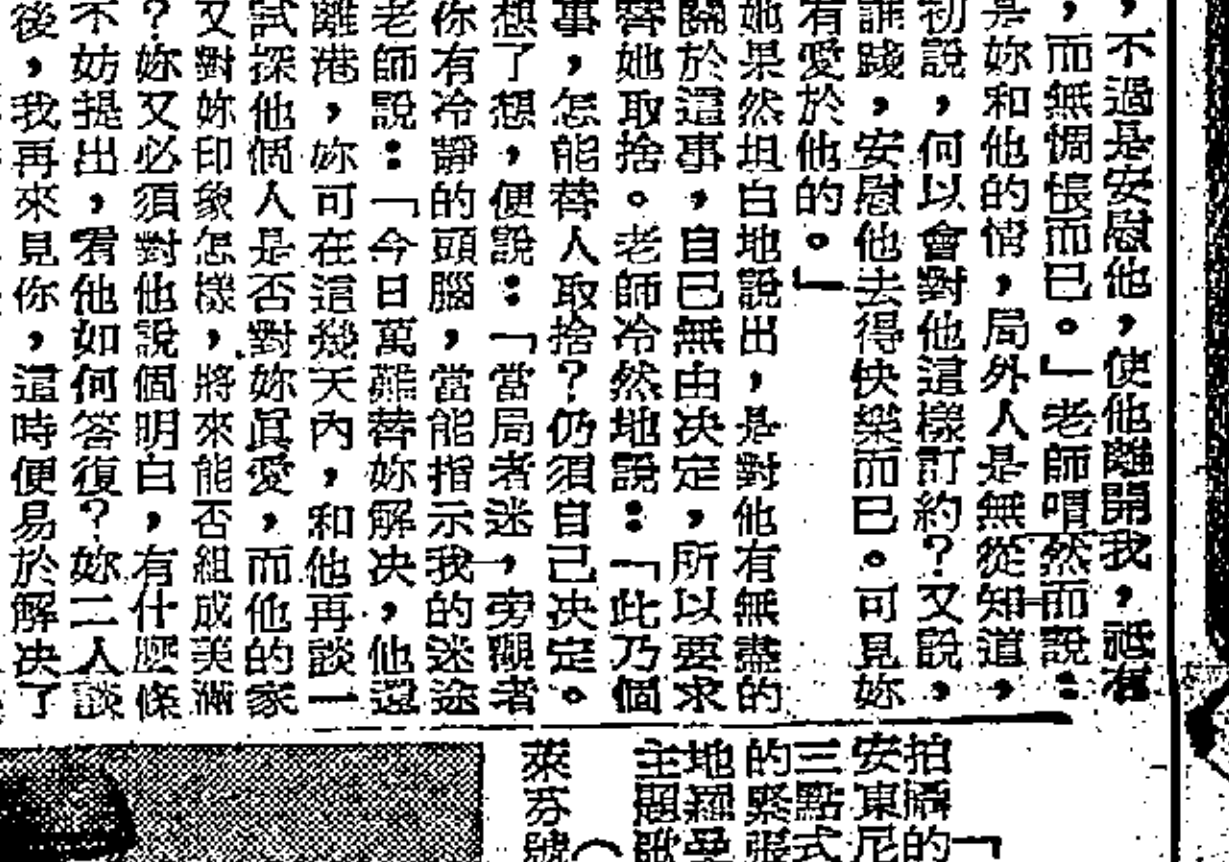 ，不過是安慰他，使他離開我，祗有
，而無惆悵而已。」老師喟然而說：
是妳和他的情，局外人是無從知道，
初說，何以會對他這樣訂約？又說，
誰踐，安慰他去得快樂而已。可見妳
有愛於他的。」
她果然坦白地說出，是對他有無盡的
關於這事，自已無由决定，所以要求
替她取捨。老師冷然地說：「此乃個
事，怎能替人取捨？仍須自己决定。
想了想，便說：「當局者迷，旁觀者
你有冷靜的頭腦，當能指示我的迷途
老師說：「今日萬難替妳解决，他還
離港，妳可在這幾天內，和他再談一
試探他個人是否對妳眞愛，而他的家
又對妳印象怎樣，將來能否組成美滿
？妳又必須對他說個明白，有什麼條
不妨提出，看他如何答復？妳二人談
後，我再來見你，這時便易於解决了
拍攝的「
安東尼
三點式
的緊張
地
主題歌（
萊芬號